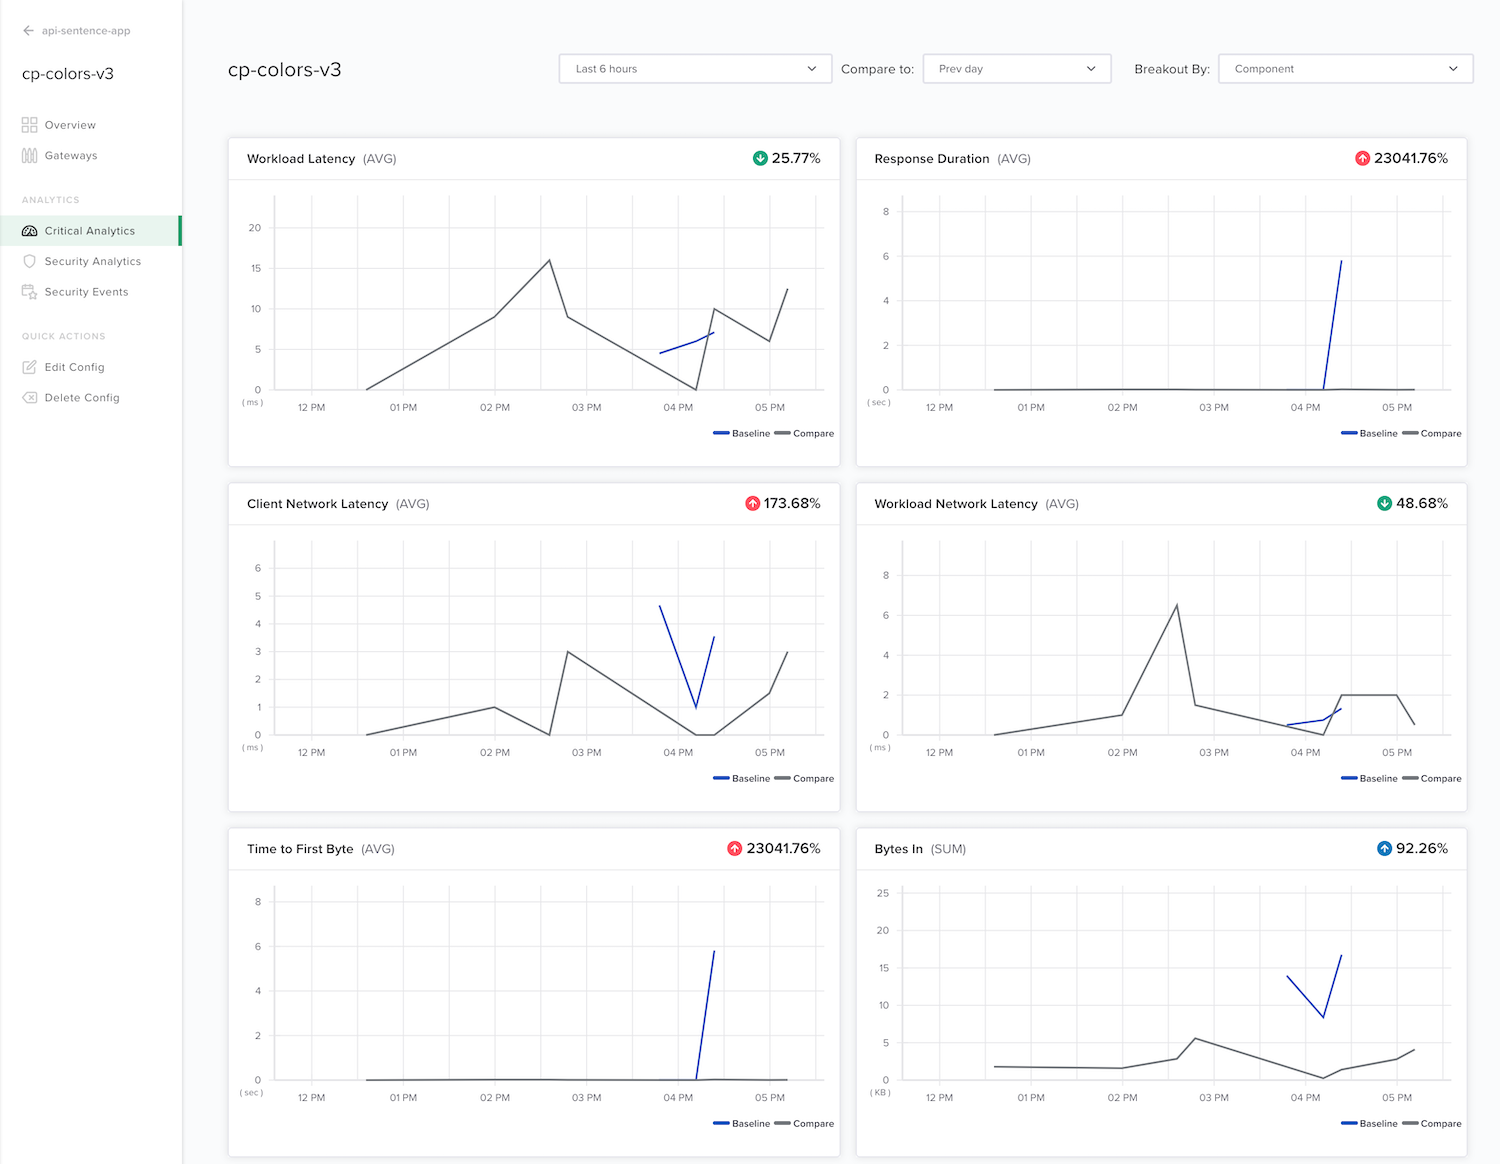 api-sentence-app
cp-colors-v3
Overview
Gateways
ANALYTICS
Critical Analytics
Security Analytics
Security Events
QUICK ACTIONS
Edit Config
Delete Config
cp-colors-v3
Last 6 hours
Compare to:
Prev day
Breakout By:
Component
Workload Latency (AVG)
25.77%
20
15
10
5
0
( ms )
12 PM 01 PM 02 PM 03 PM 04 PM 05 PM
Baseline Compare
Response Duration (AVG)
23041.76%
8
6
4
2
0
( sec )
12 PM 01 PM 02 PM 03 PM 04 PM 05 PM
Baseline Compare
Client Network Latency (AVG)
173.68%
6
5
4
3
2
1
0
( ms )
12 PM 01 PM 02 PM 03 PM 04 PM 05 PM
Baseline Compare
Workload Network Latency (AVG)
48.68%
8
6
4
2
0
( ms )
12 PM 01 PM 02 PM 03 PM 04 PM 05 PM
Baseline Compare
Time to First Byte (AVG)
23041.76%
8
6
4
2
0
( sec )
12 PM 01 PM 02 PM 03 PM 04 PM 05 PM
Baseline Compare
Bytes In (SUM)
92.26%
25
20
15
10
5
0
( KB )
12 PM 01 PM 02 PM 03 PM 04 PM 05 PM
Baseline Compare